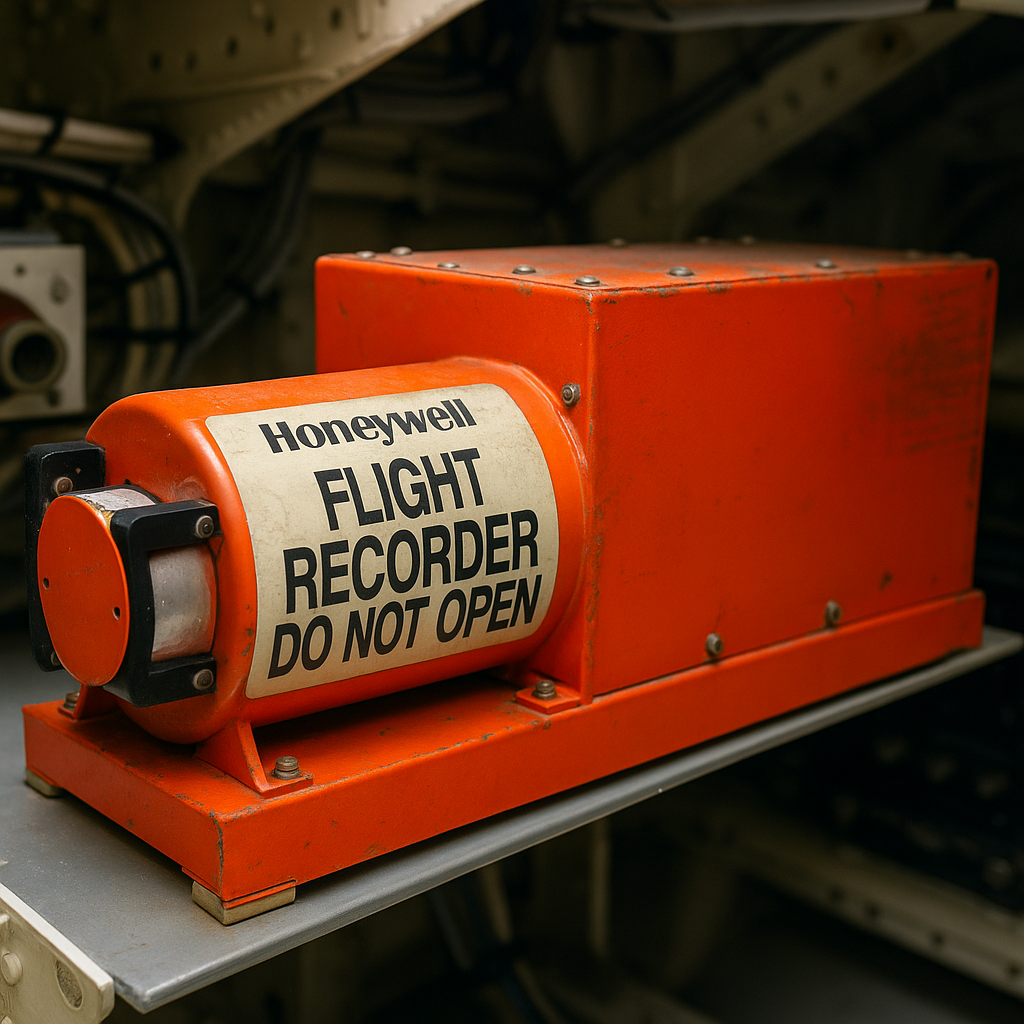 Honeywell
FLIGHT
RECORDER
DO NOT OPEN